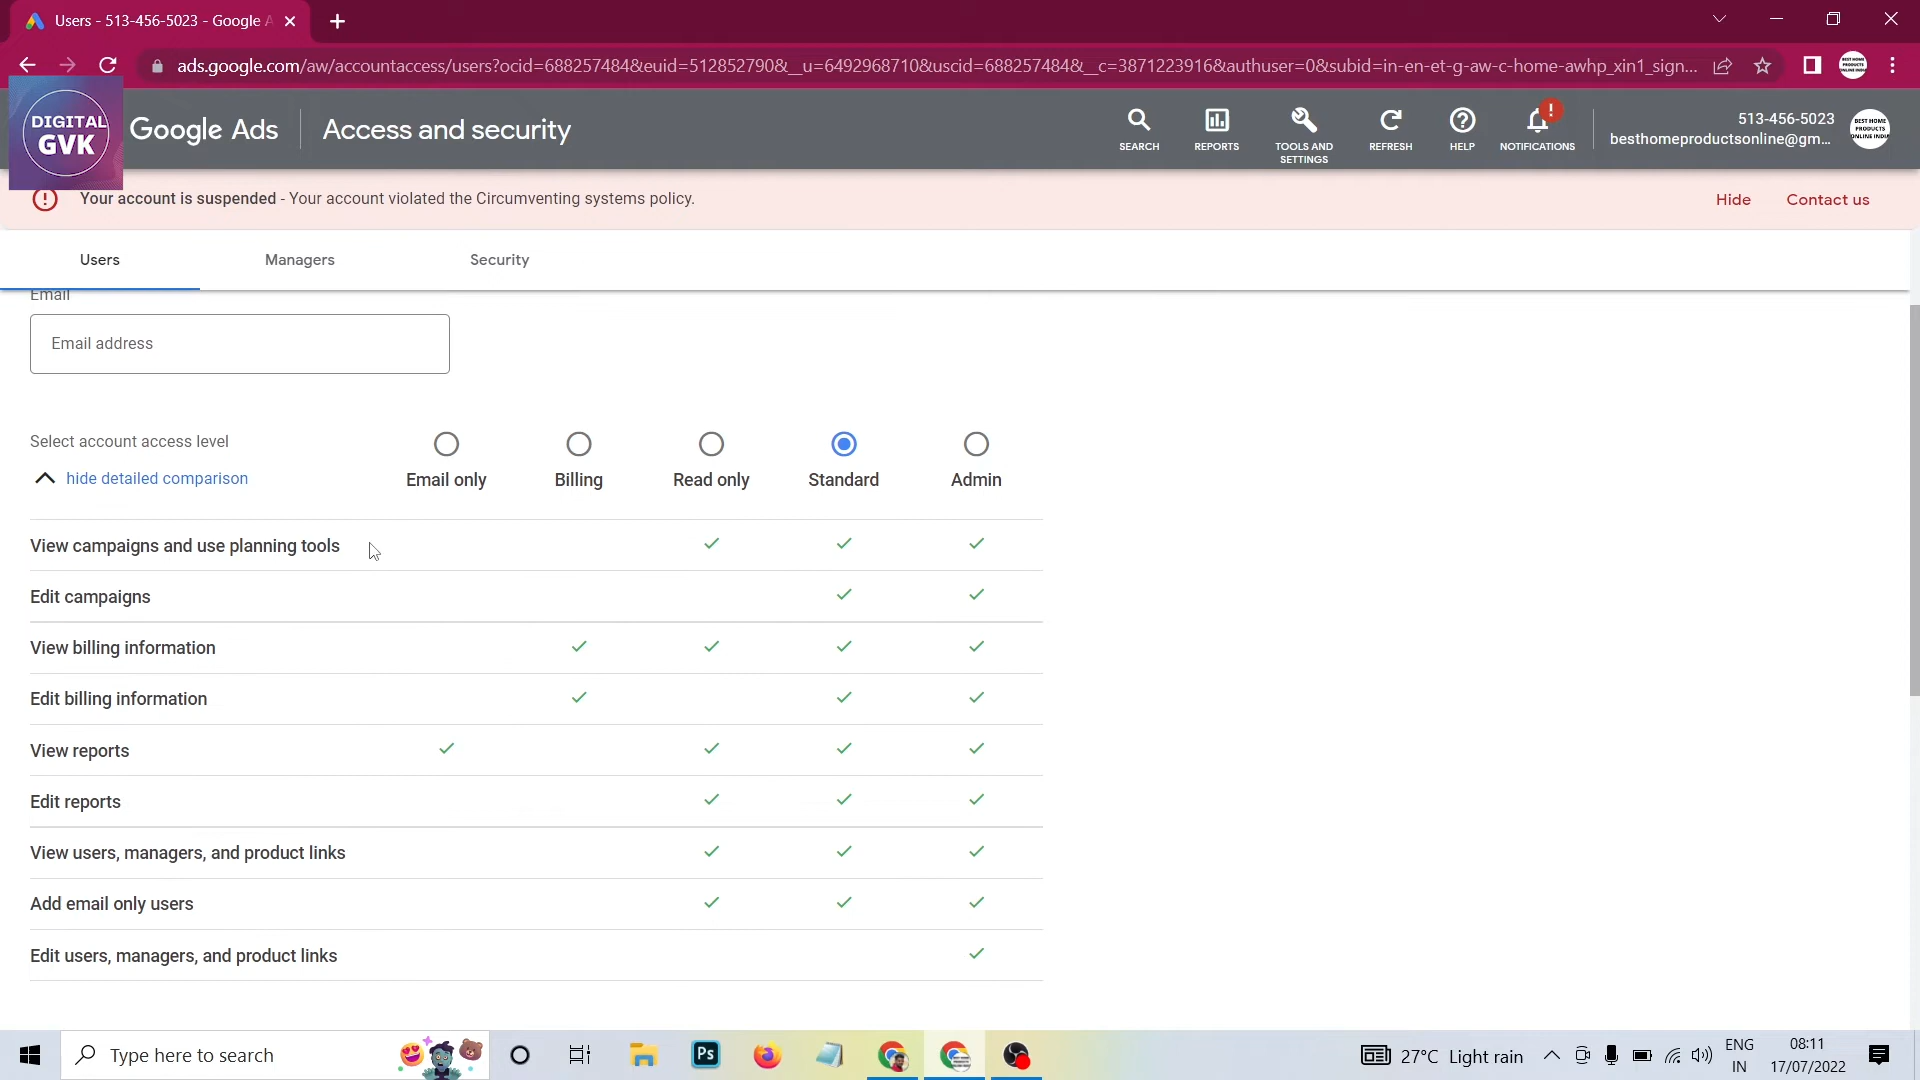 Users - 513-456-5023 - Google A
ads.google.com/aw/accountaccess/users?ocid=688257484&euid=512852790&__u=6492968710&uscid=688257484&__c=3871223916&authuser=0&subid=in-en-et-g-aw-c-home-awhp_xin1_sign...
DIGITAL
GVK
Google Ads
Access and security
SEARCH
REPORTS
TOOLS AND
SETTINGS
REFRESH
HELP
NOTIFICATIONS
513-456-5023
besthomeproductsonline@gm...
BEST HOME
PRODUCTS
ONLINE INDIA
Your account is suspended - Your account violated the Circumventing systems policy.
Hide
Contact us
Users
Managers
Security
Email
Email address
Select account access level
hide detailed comparison
Email only
Billing
Read only
Standard
Admin
View campaigns and use planning tools
Edit campaigns
View billing information
Edit billing information
View reports
Edit reports
View users, managers, and product links
Add email only users
Edit users, managers, and product links
Type here to search
Ps
27°C Light rain
ENG
IN
08:11
17/07/2022